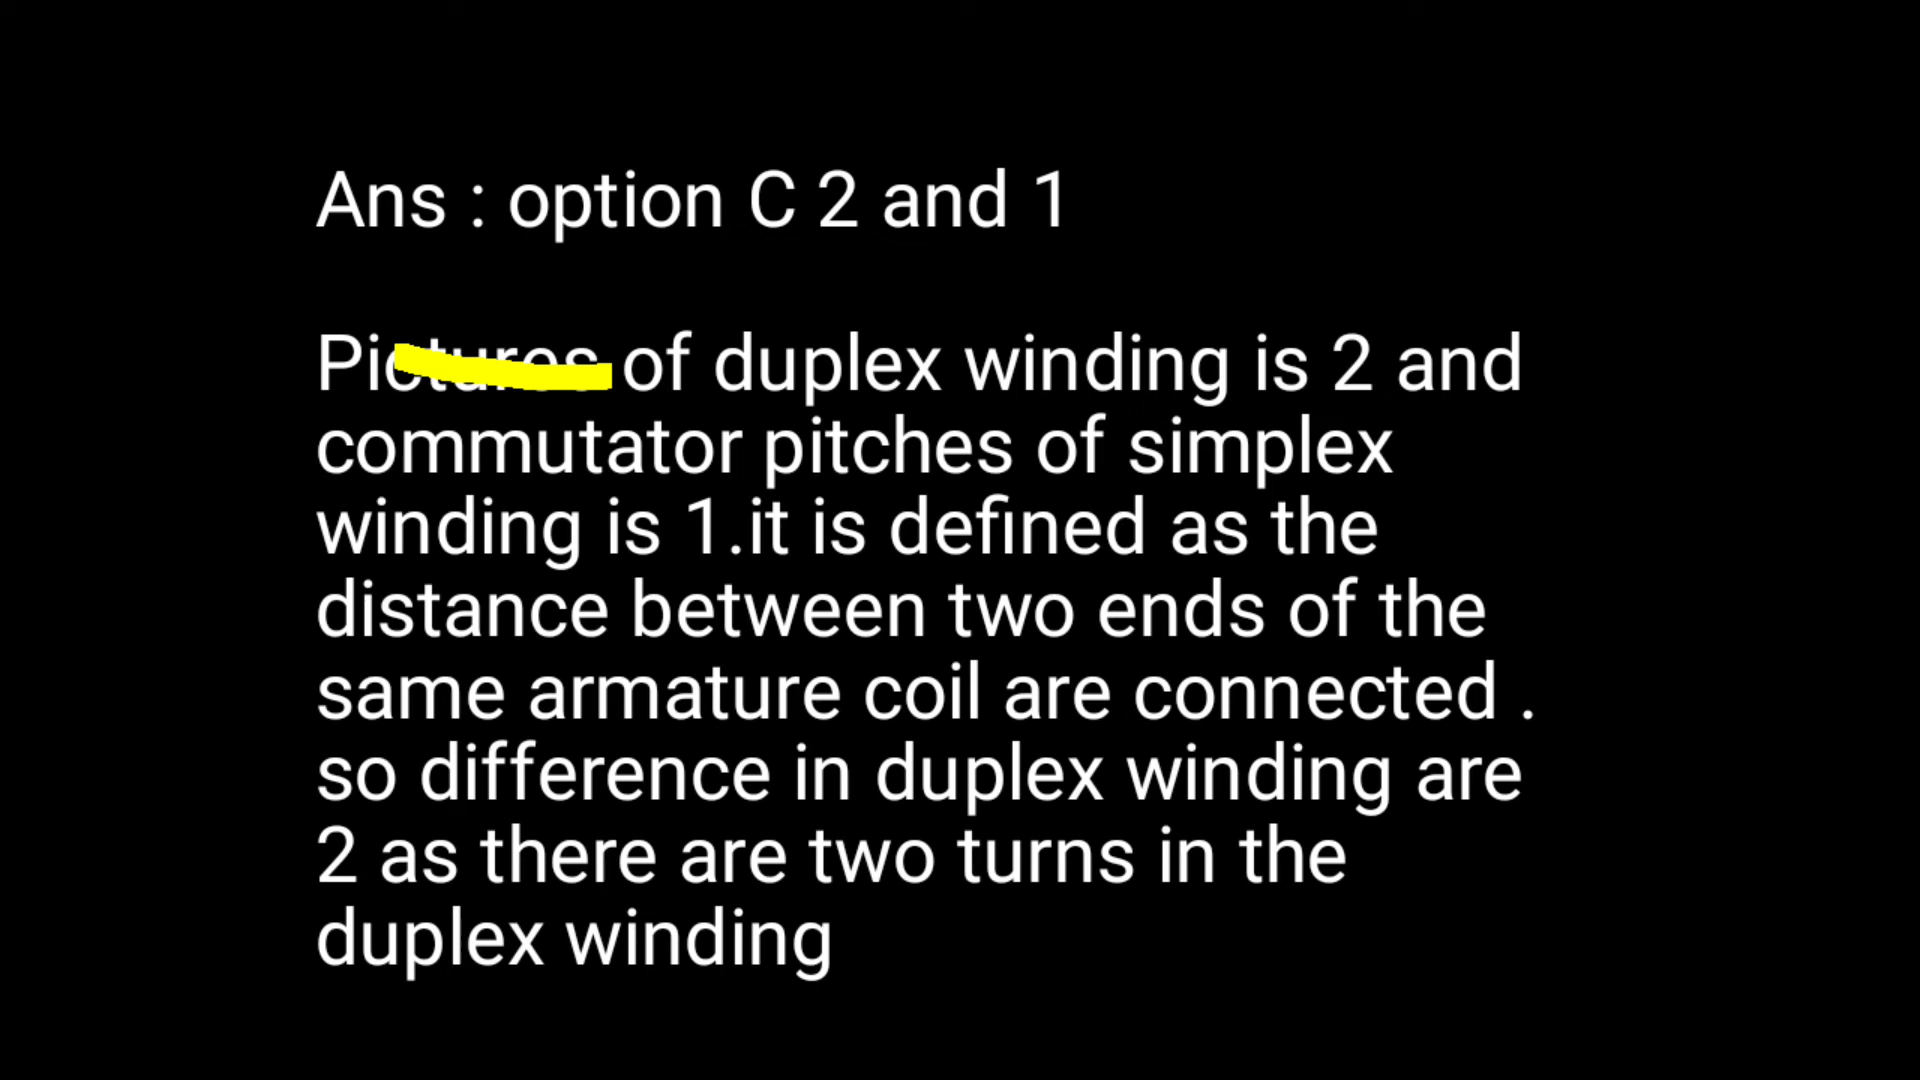 Ans : option C 2 and 1
Pictures of duplex winding is 2 and
commutator pitches of simplex
winding is 1.it is defined as the
distance between two ends of the
same armature coil are connected .
so difference in duplex winding are
2 as there are two turns in the
duplex winding